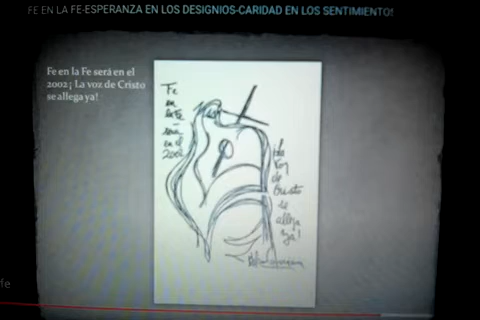 FE EN LA FE-ESPERANZA EN LOS DESIGNIOS-CARIDAD EN LOS SENTIMIENTO!
Fe en la Fe será en el
2002¡ La voz de Cristo
se allega ya!
Fe
en
la fe
será
en el
2002
¡La
Voz
de
Cristo
se
allega
ya!
fe